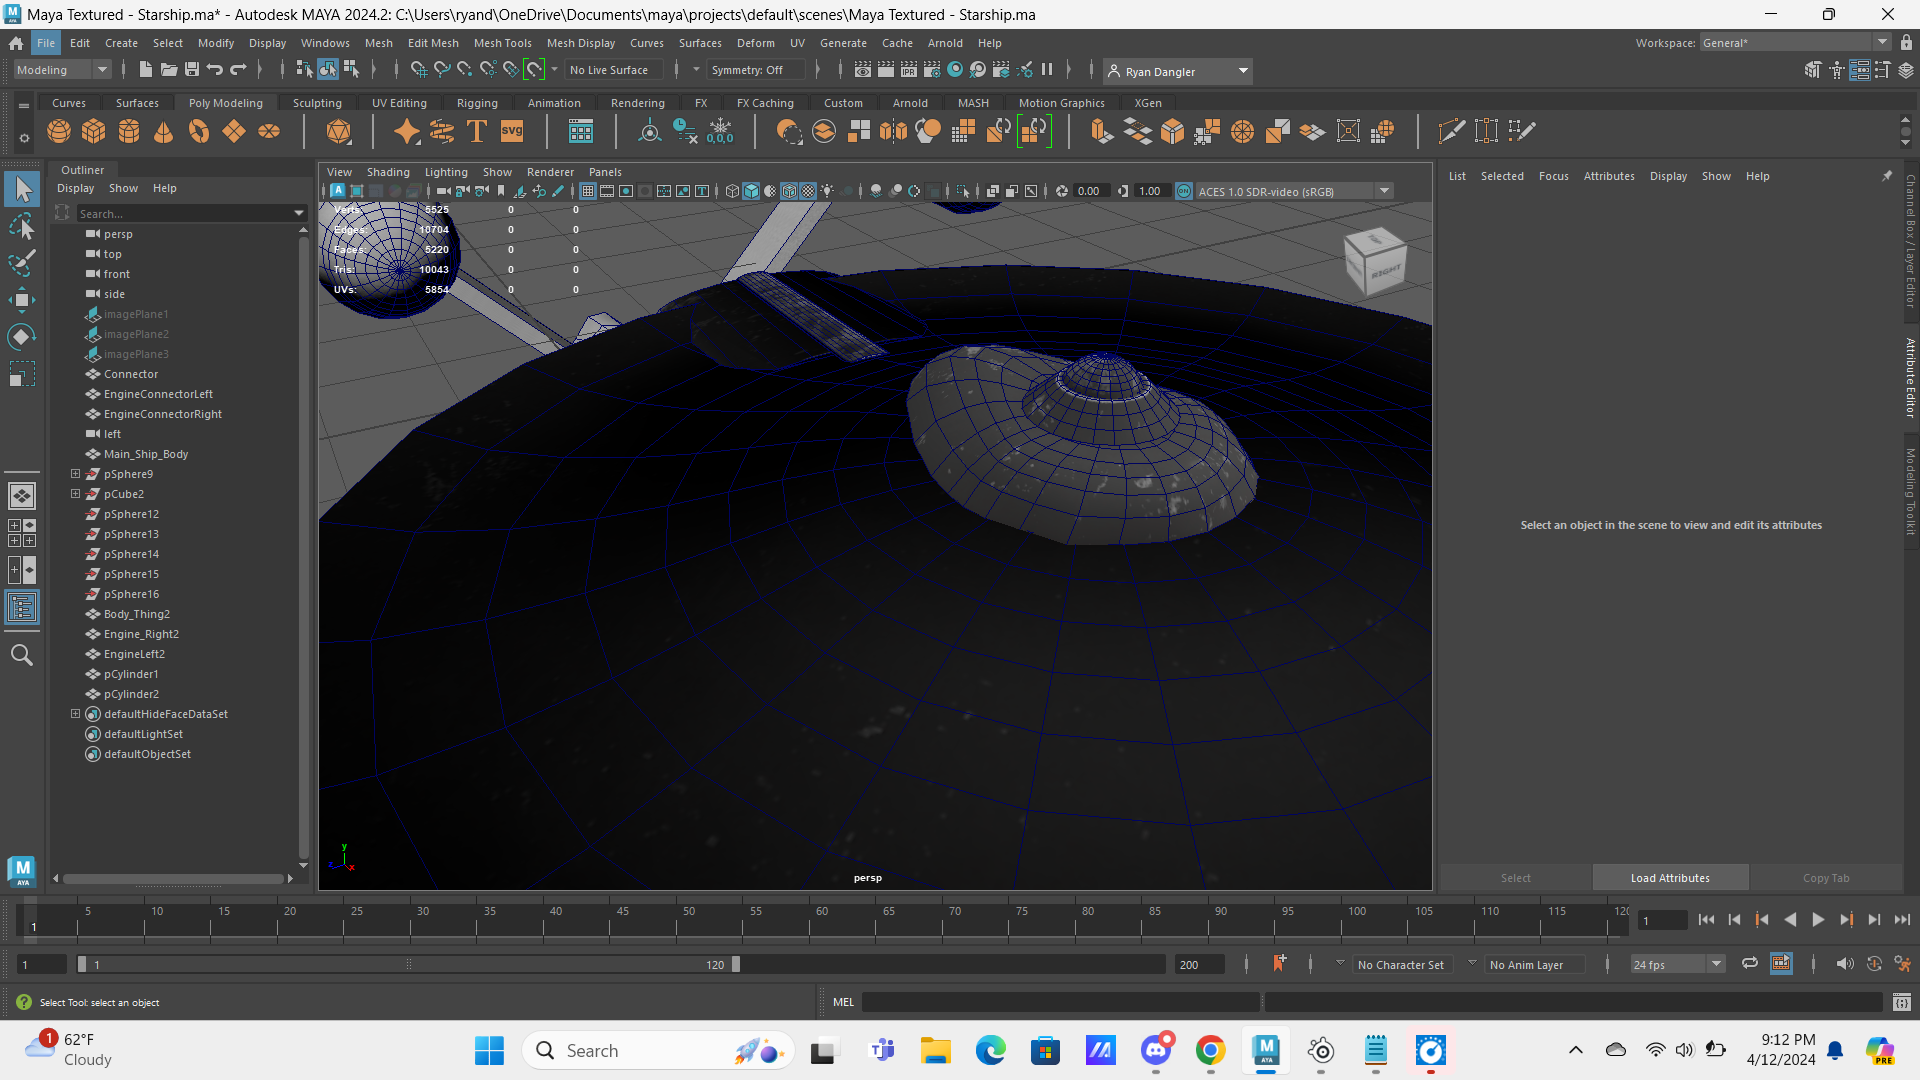 Maya Textured - Starship.ma* - Autodesk MAYA 2024.2: C:\Users\ryand\OneDrive\Documents\maya\projects\default\scenes\Maya Textured - Starship.ma
File Edit Create Select Modify Display Windows Mesh Edit Mesh Mesh Tools Mesh Display Curves Surfaces Deform UV Generate Cache Arnold Help Workspace: General*
Modeling No Live Surface Symmetry: Off IPR Ryan Dangler
Curves Surfaces Poly Modeling Sculpting UV Editing Rigging Animation Rendering FX FX Caching Custom Arnold MASH Motion Graphics XGen
T SVG 0,0,0
Outliner
Display Show Help
Search...
persp
top
front
side
imagePlane1
imagePlane2
imagePlane3
Connector
EngineConnectorLeft
EngineConnectorRight
left
Main_Ship_Body
pSphere9
pCube2
pSphere12
pSphere13
pSphere14
pSphere15
pSphere16
Body_Thing2
Engine_Right2
EngineLeft2
pCylinder1
pCylinder2
defaultHideFaceDataSet
defaultLightSet
defaultObjectSet
View Shading Lighting Show Renderer Panels
0.00 1.00 ON ACES 1.0 SDR-video (sRGB)
Verts: 5525 0 0
Edges: 10704 0 0
Faces: 5220 0 0
Tris: 10043 0 0
UVs: 5854 0 0
TOP
RIGHT
y
z x
persp
List Selected Focus Attributes Display Show Help
Select an object in the scene to view and edit its attributes
Select Load Attributes Copy Tab
Channel Box / Layer Editor
Attribute Editor
Modeling Toolkit
M
AYA
1 5 10 15 20 25 30 35 40 45 50 55 60 65 70 75 80 85 90 95 100 105 110 115 120 1
1 1 120 200 No Character Set No Anim Layer 24 fps
Select Tool: select an object MEL
1 62°F
Cloudy
Search
9:12 PM
4/12/2024
PRE